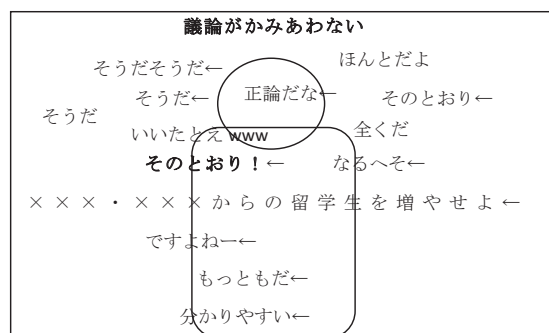 議論がかみあわない
ほんとだよ
そうだそうだ←
そうだ← 正論だな← そのとおり←
そうだ
いいたとえwww 全くだ
そのとおり！← なるへそ←
×××・×××からの留学生を増やせよ←
ですよねー←
もっともだ←
分かりやすい←